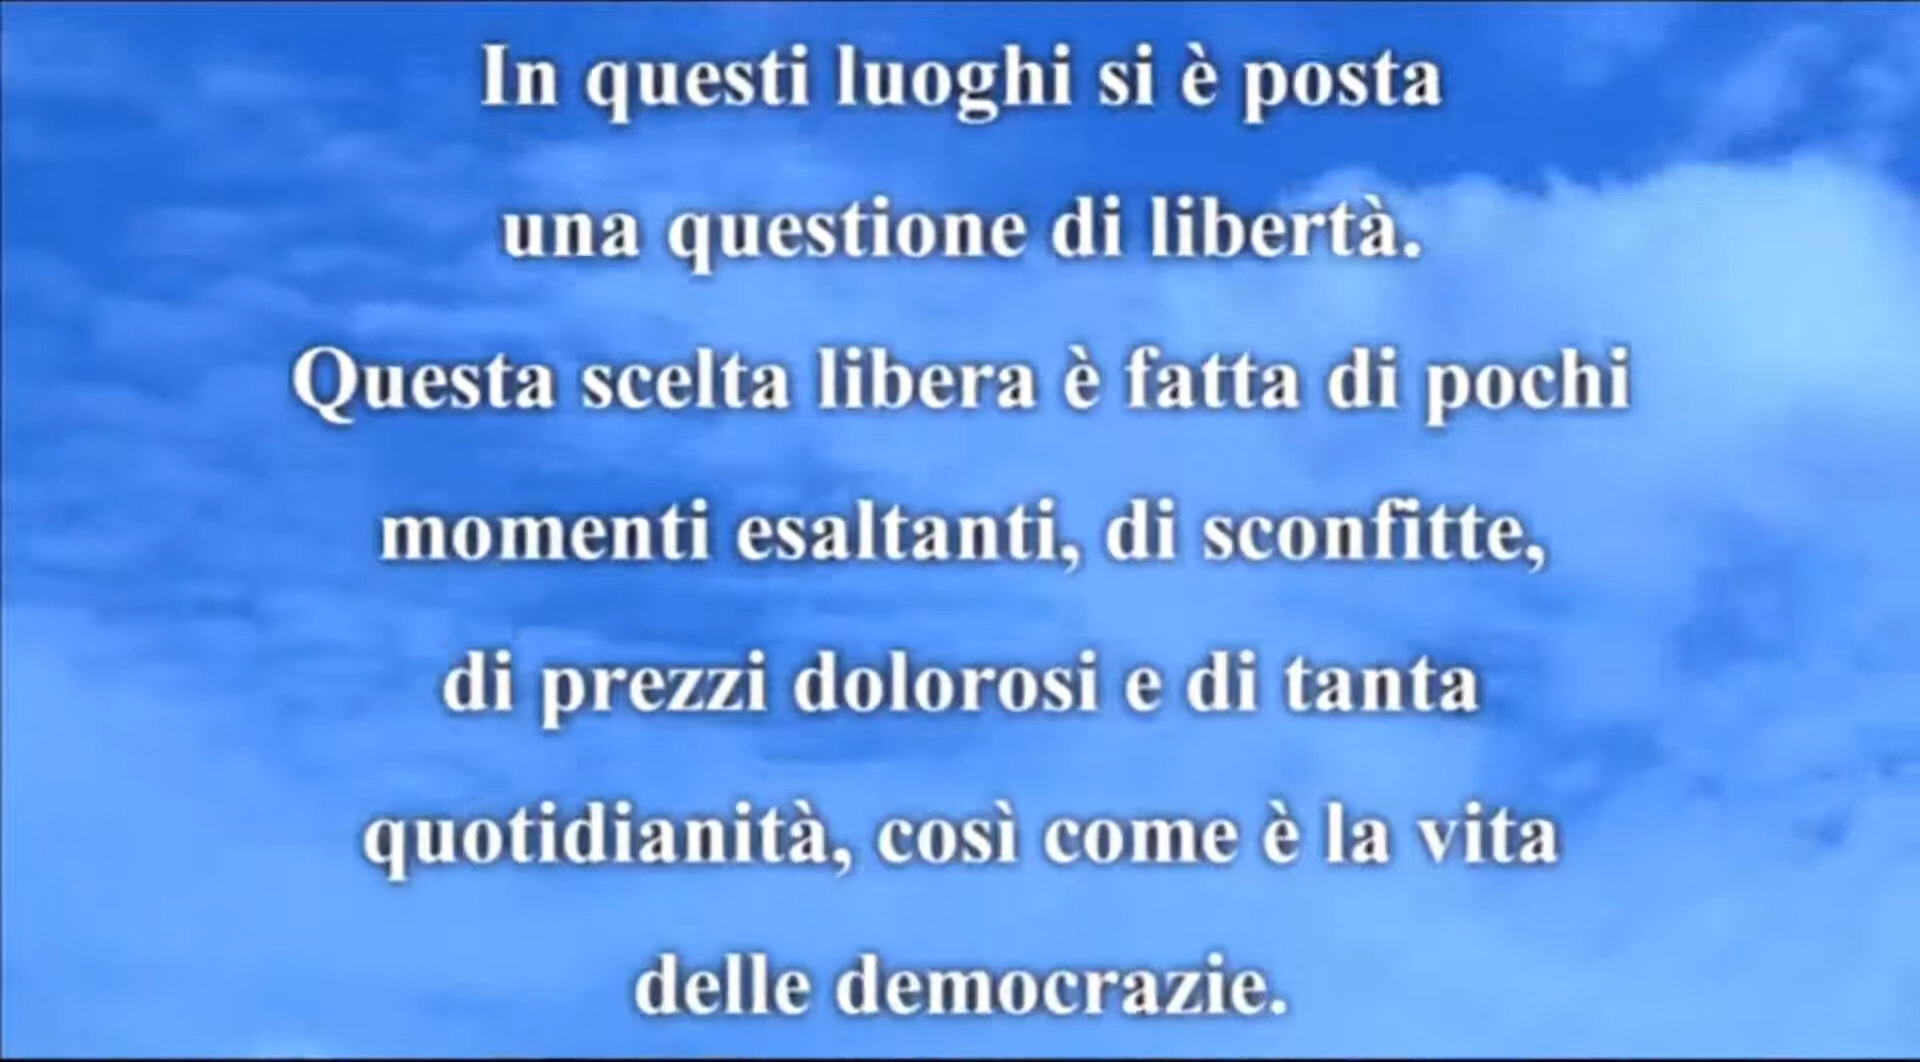 In questi luoghi si è posta
una questione di libertà.
Questa scelta libera è fatta di pochi
momenti esaltanti, di sconfitte,
di prezzi dolorosi e di tanta
quotidianità, così come è la vita
delle democrazie.